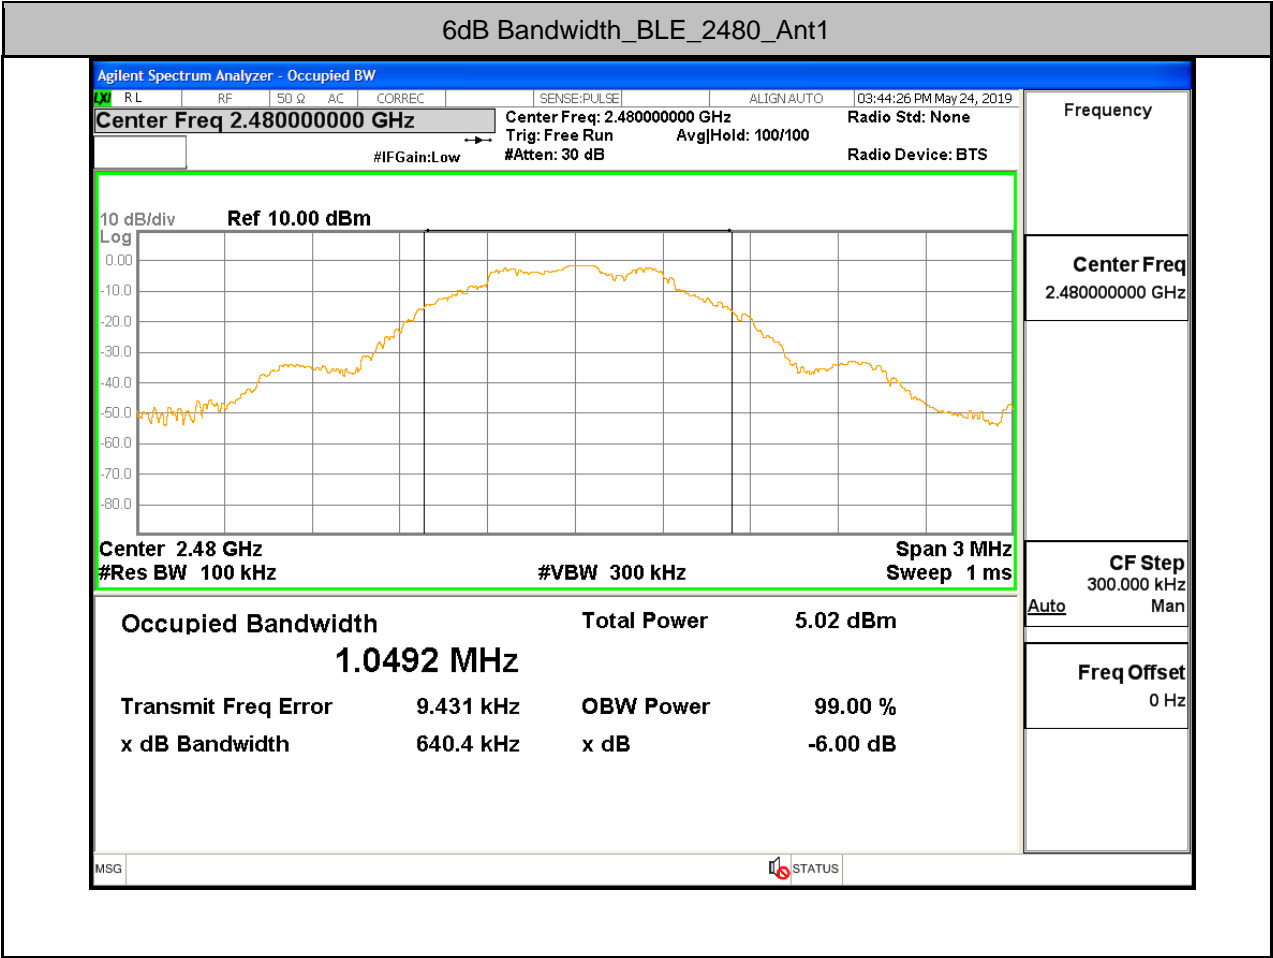 6dB Bandwidth_BLE_2480_Ant1
Agilent Spectrum Analyzer - Occupied BW
LXI RL RF 50 Ω AC CORREC SENSE:PULSE ALIGN AUTO 03:44:26 PM May 24, 2019
Center Freq 2.480000000 GHz
Center Freq: 2.480000000 GHz
Radio Std: None
Trig: Free Run
Avg|Hold: 100/100
#IFGain:Low
#Atten: 30 dB
Radio Device: BTS
10 dB/div
Ref 10.00 dBm
Log
0.00
-10.0
-20.0
-30.0
-40.0
-50.0
-60.0
-70.0
-80.0
Center 2.48 GHz
Span 3 MHz
#Res BW 100 kHz
#VBW 300 kHz
Sweep 1 ms
Occupied Bandwidth
Total Power 5.02 dBm
1.0492 MHz
Transmit Freq Error 9.431 kHz
OBW Power 99.00 %
x dB Bandwidth 640.4 kHz
x dB -6.00 dB
Frequency
Center Freq
2.480000000 GHz
CF Step
300.000 kHz
Auto Man
Freq Offset
0 Hz
MSG
STATUS